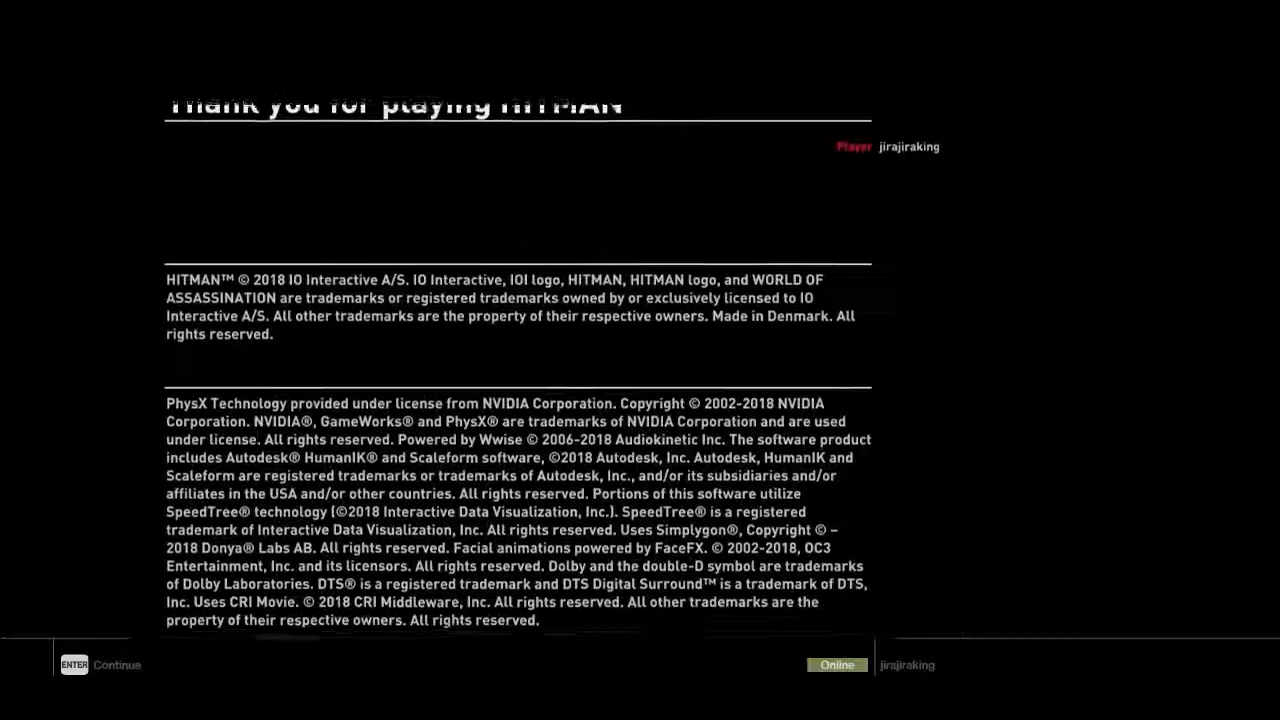 Thank you for playing HITMAN
Player jirajiraking
HITMAN™ © 2018 IO Interactive A/S. IO Interactive, IOI logo, HITMAN, HITMAN logo, and WORLD OF
ASSASSINATION are trademarks or registered trademarks owned by or exclusively licensed to IO
Interactive A/S. All other trademarks are the property of their respective owners. Made in Denmark. All
rights reserved.
PhysX Technology provided under license from NVIDIA Corporation. Copyright © 2002-2018 NVIDIA
Corporation. NVIDIA®, GameWorks® and PhysX® are trademarks of NVIDIA Corporation and are used
under license. All rights reserved. Powered by Wwise © 2006-2018 Audiokinetic Inc. The software product
includes Autodesk® HumanIK® and Scaleform software, ©2018 Autodesk, Inc. Autodesk, HumanIK and
Scaleform are registered trademarks or trademarks of Autodesk, Inc., and/or its subsidiaries and/or
affiliates in the USA and/or other countries. All rights reserved. Portions of this software utilize
SpeedTree® technology (©2018 Interactive Data Visualization, Inc.). SpeedTree® is a registered
trademark of Interactive Data Visualization, Inc. All rights reserved. Uses Simplygon®, Copyright © –
2018 Donya® Labs AB. All rights reserved. Facial animations powered by FaceFX. © 2002-2018, OC3
Entertainment, Inc. and its licensors. All rights reserved. Dolby and the double-D symbol are trademarks
of Dolby Laboratories. DTS® is a registered trademark and DTS Digital Surround™ is a trademark of DTS,
Inc. Uses CRI Movie. © 2018 CRI Middleware, Inc. All rights reserved. All other trademarks are the
property of their respective owners. All rights reserved.
ENTER Continue
Online jirajiraking